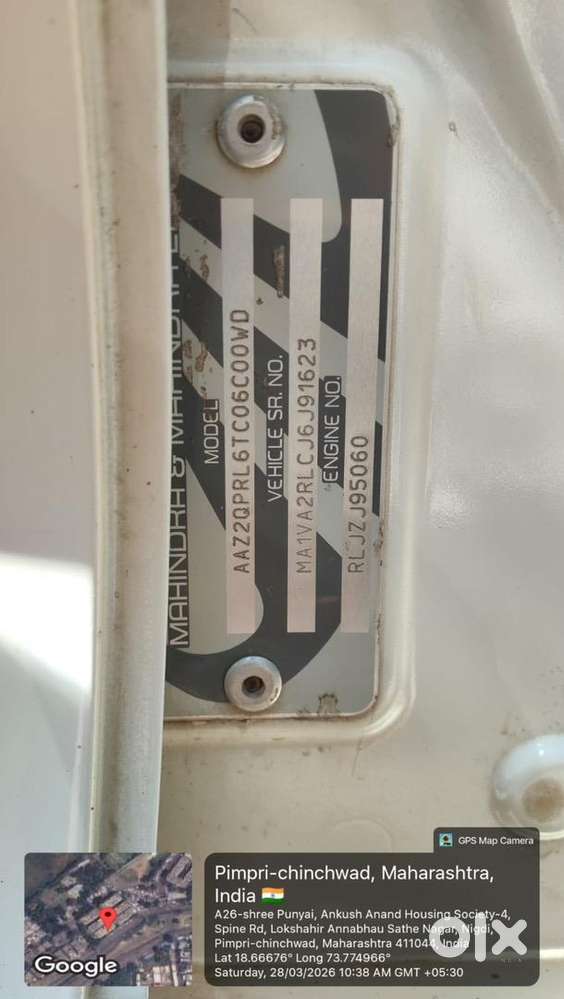 MAHINDRA & MAHINDRA
MODEL
AAZ2QPRL6TC06C00WD
VEHICLE SR. NO.
MA1VA2RLCJ6J91623
ENGINE NO.
RLJZJ95060
GPS Map Camera
Pimpri-chinchwad, Maharashtra,
India 🇮🇳
A26-shree Punyai, Ankush Anand Housing Society-4,
Spine Rd, Lokshahir Annabhau Sathe Nagar, Nigdi,
Pimpri-chinchwad, Maharashtra 411044, India
Lat 18.66676° Long 73.774966°
Saturday, 28/03/2026 10:38 AM GMT +05:30
Google
olx